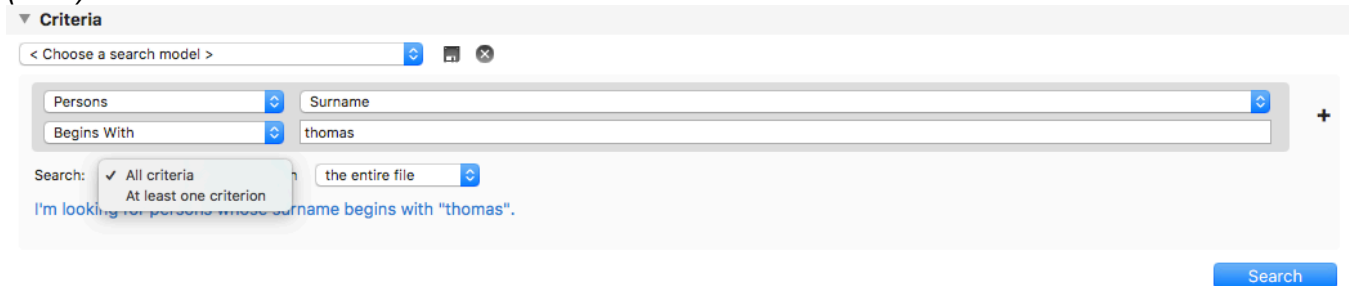 Criteria
< Choose a search model >
Persons Surname
+
Begins With thomas
Search: ✓ All criteria the entire file
At least one criterion
I'm looking for persons whose surname begins with "thomas".
Search